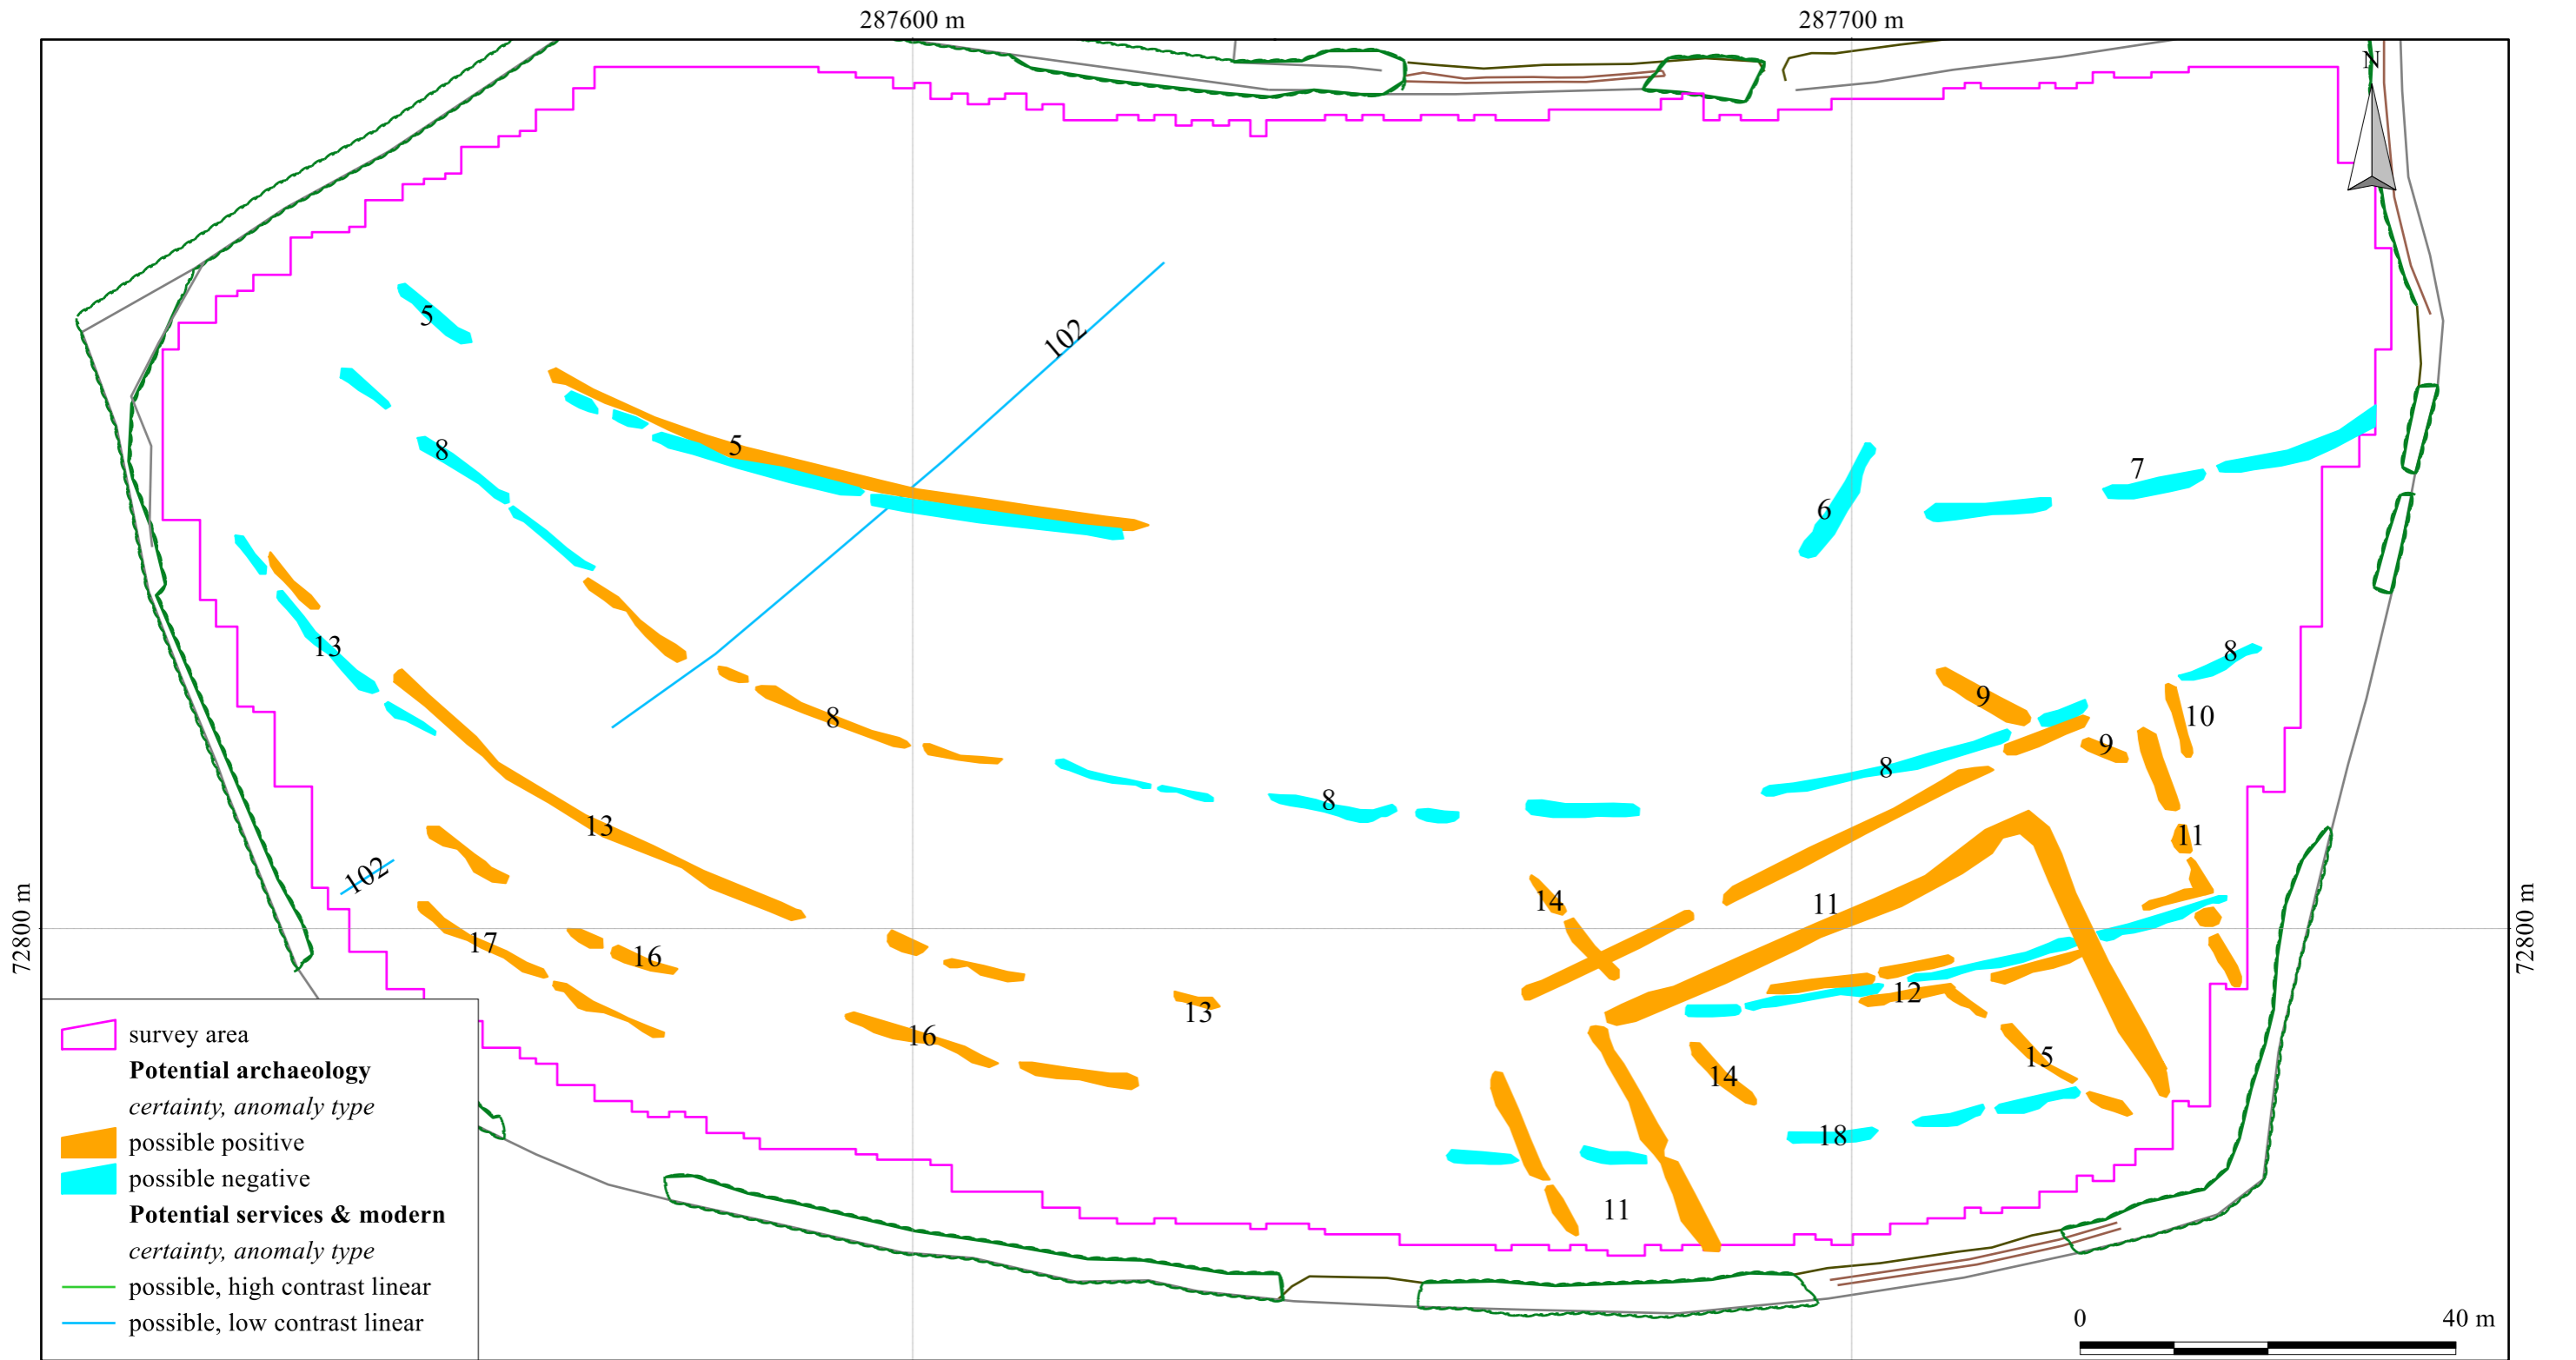 287600 m
287700 m
N
5
102
5
8
7
6
13
8
9
10
8
9
8
8
13
11
102
14
11
17
16
12
13
16
15
14
18
11
72800 m
72800 m
survey area
Potential archaeology
certainty, anomaly type
possible positive
possible negative
Potential services & modern
certainty, anomaly type
possible, high contrast linear
possible, low contrast linear
0 40 m